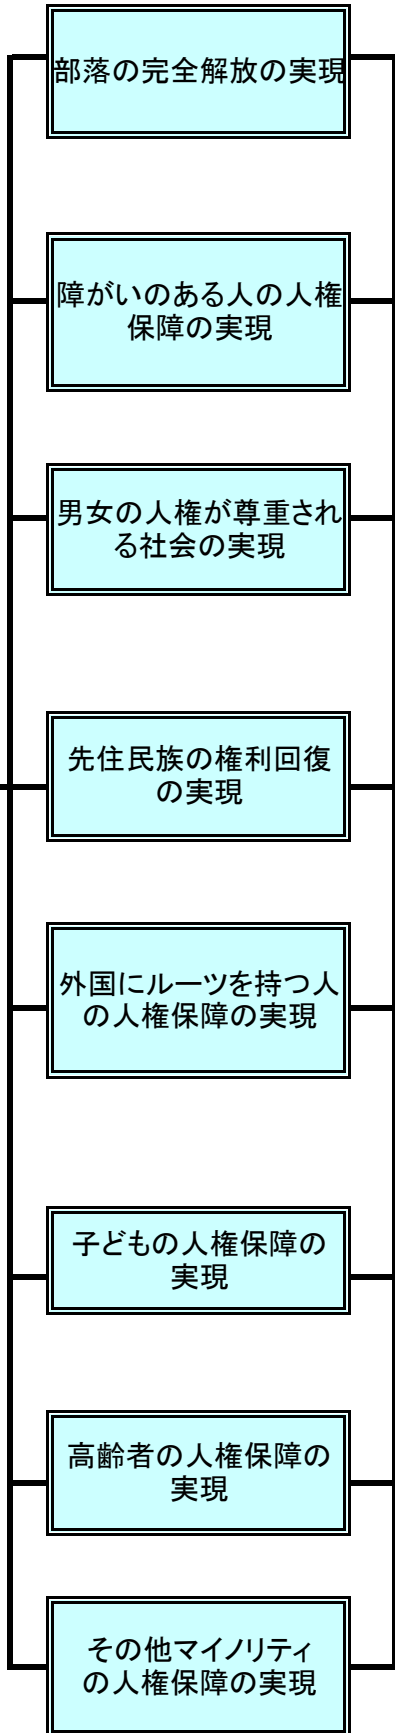 部落の完全解放の実現
障がいのある人の人権
保障の実現
男女の人権が尊重され
る社会の実現
先住民族の権利回復
の実現
外国にルーツを持つ人
の人権保障の実現
子どもの人権保障の
実現
高齢者の人権保障の
実現
その他マイノリティ
の人権保障の実現